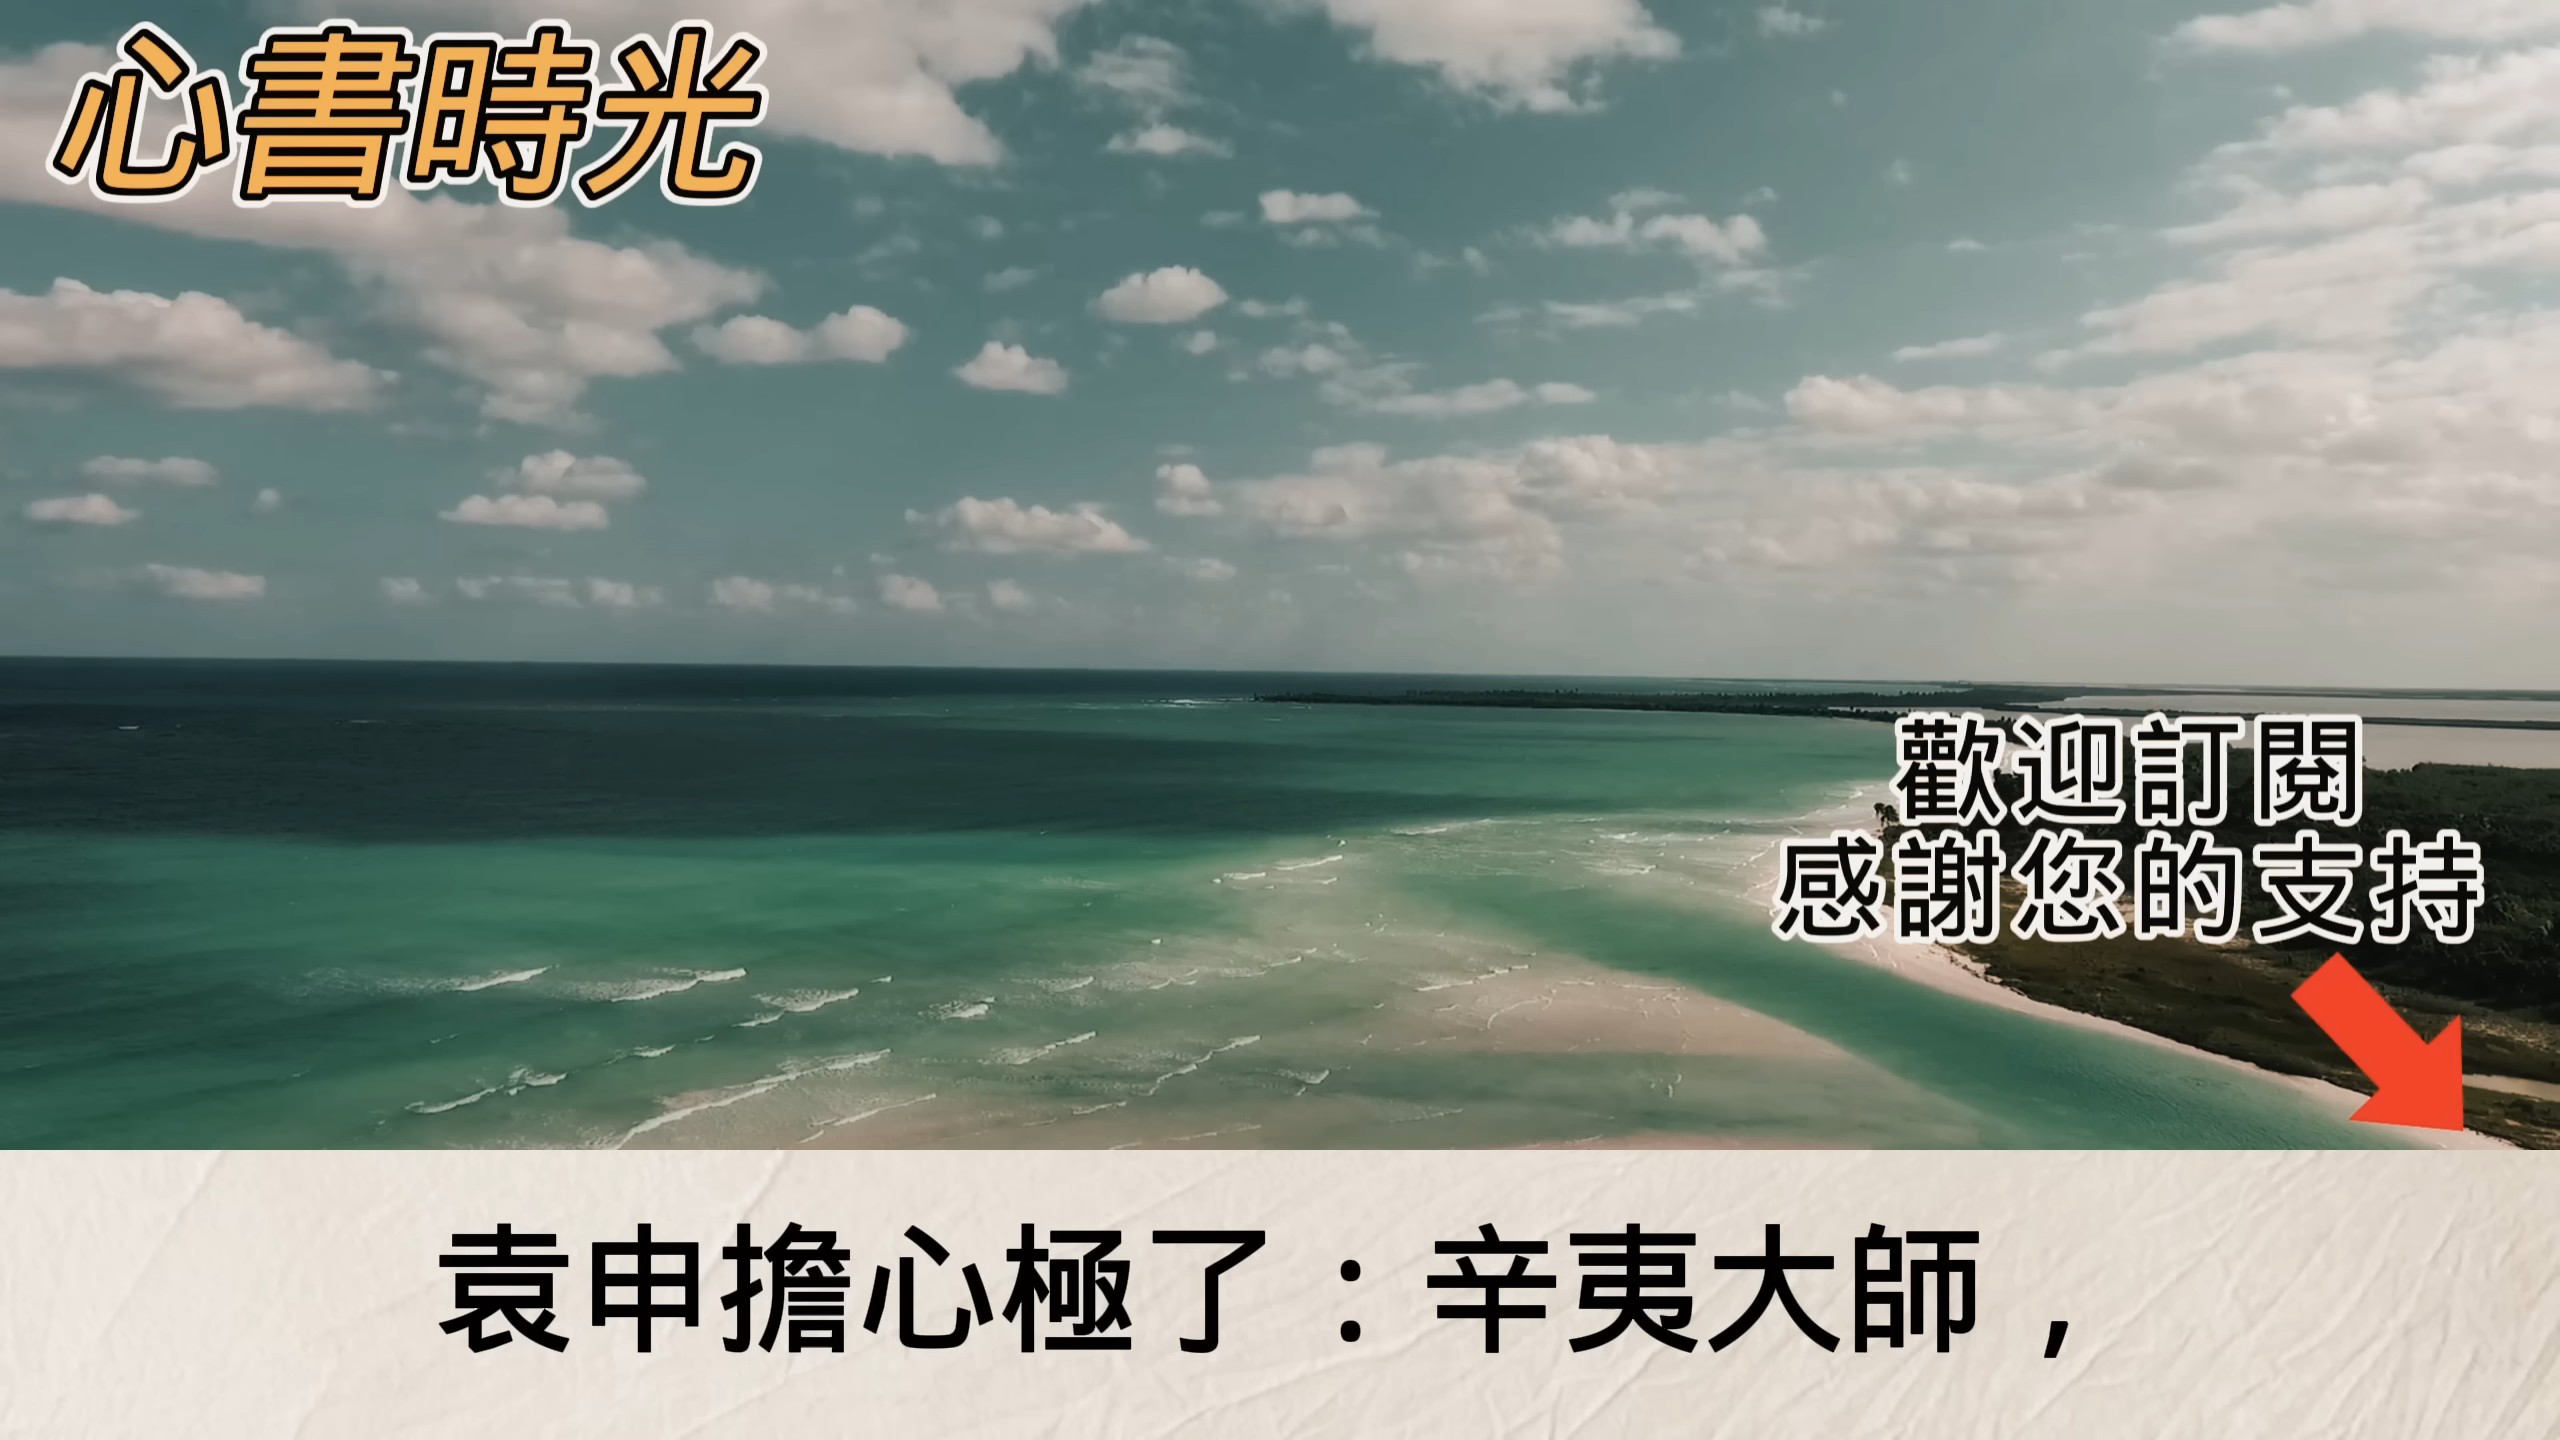 心書時光
歡迎訂閱
感謝您的支持
袁申擔心極了：辛夷大師，